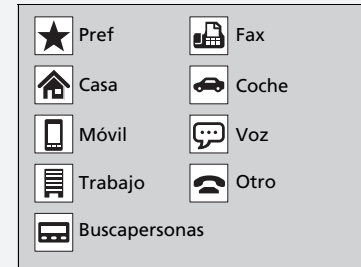 Pref
Fax
Casa
Coche
Móvil
Voz
Trabajo
Otro
Buscapersonas